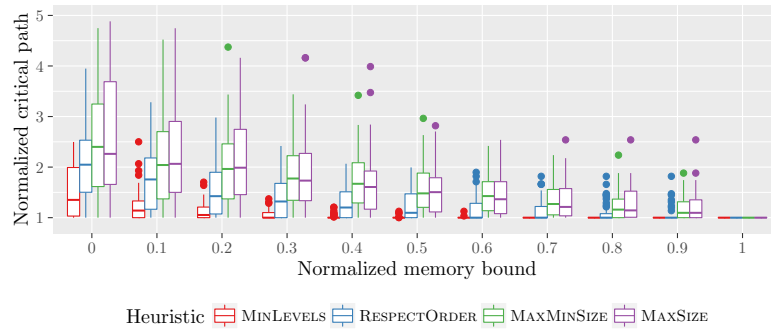 Normalized critical path
5
4
3
2
1
0 0.1 0.2 0.3 0.4 0.5 0.6 0.7 0.8 0.9 1
Normalized memory bound
Heuristic MINLEVELS RESPECTORDER MAXMINSIZE MAXSIZE